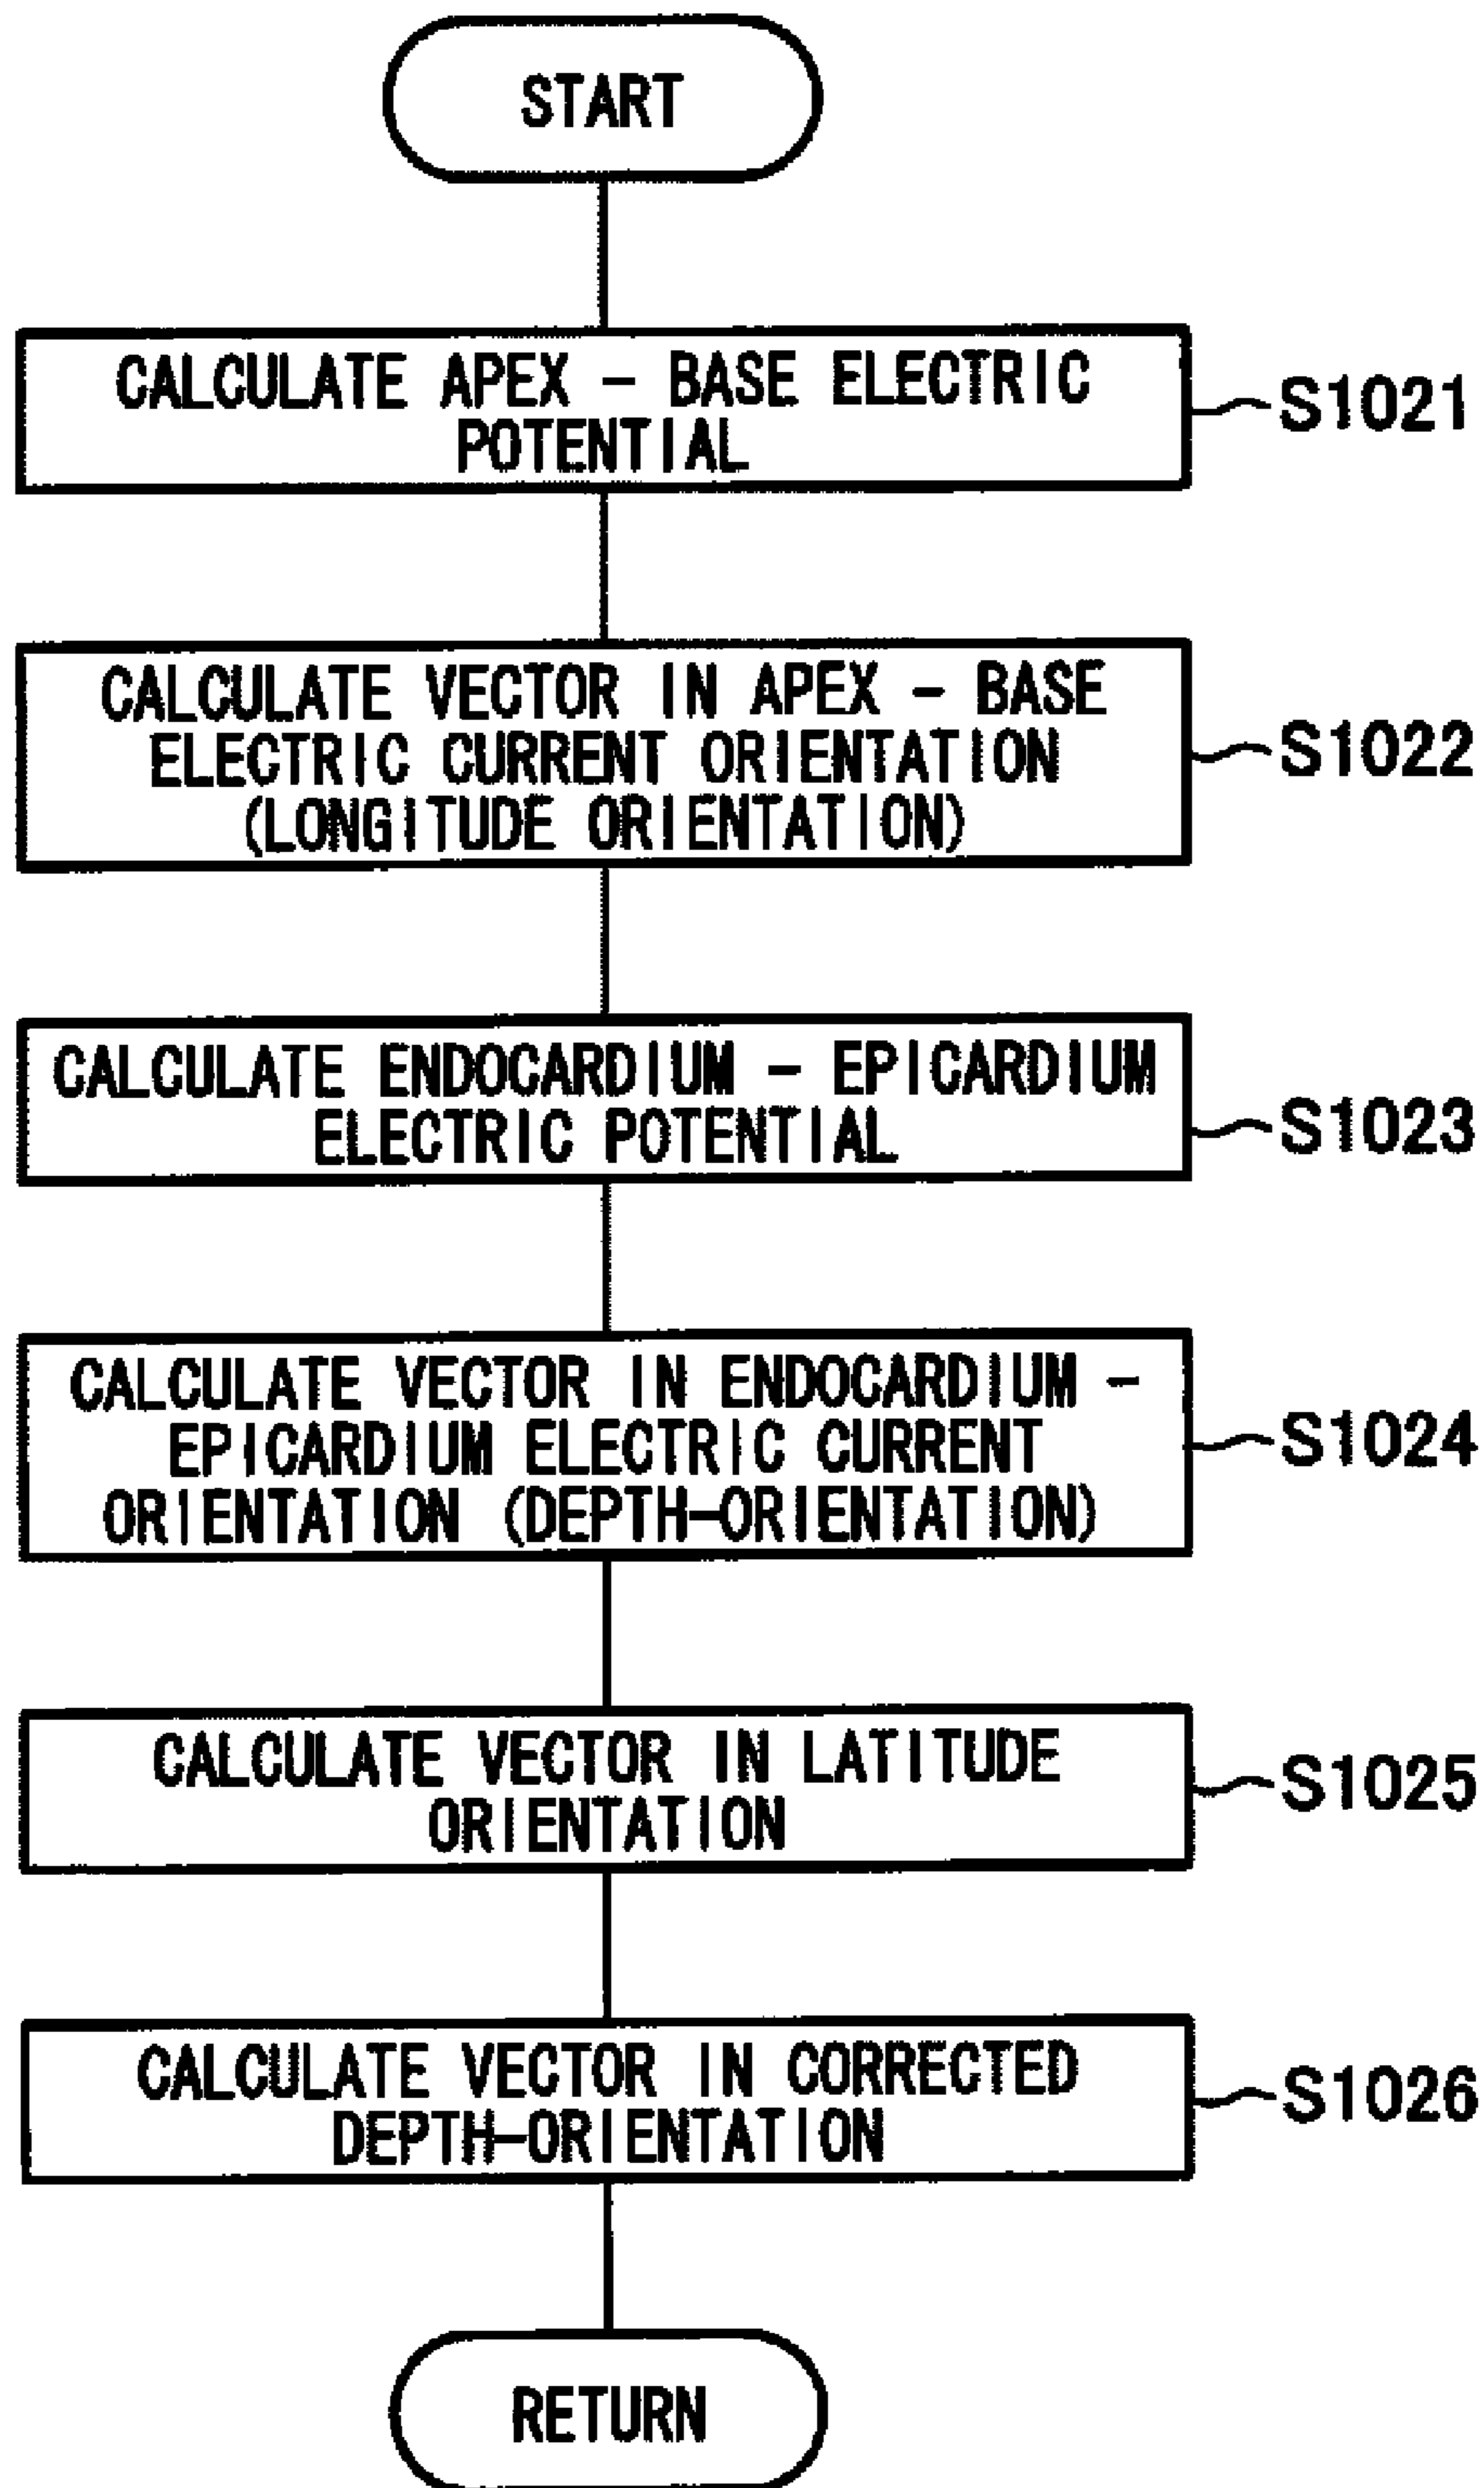 START
CALCULATE APEX - BASE ELECTRIC
POTENTIAL
S1021
CALCULATE VECTOR IN APEX - BASE
ELECTRIC CURRENT ORIENTATION
(LONGITUDE ORIENTATION)
S1022
CALCULATE ENDOCARDIUM - EPICARDIUM
ELECTRIC POTENTIAL
S1023
CALCULATE VECTOR IN ENDOCARDIUM -
EPICARDIUM ELECTRIC CURRENT
ORIENTATION (DEPTH-ORIENTATION)
S1024
CALCULATE VECTOR IN LATITUDE
ORIENTATION
S1025
CALCULATE VECTOR IN CORRECTED
DEPTH-ORIENTATION
S1026
RETURN